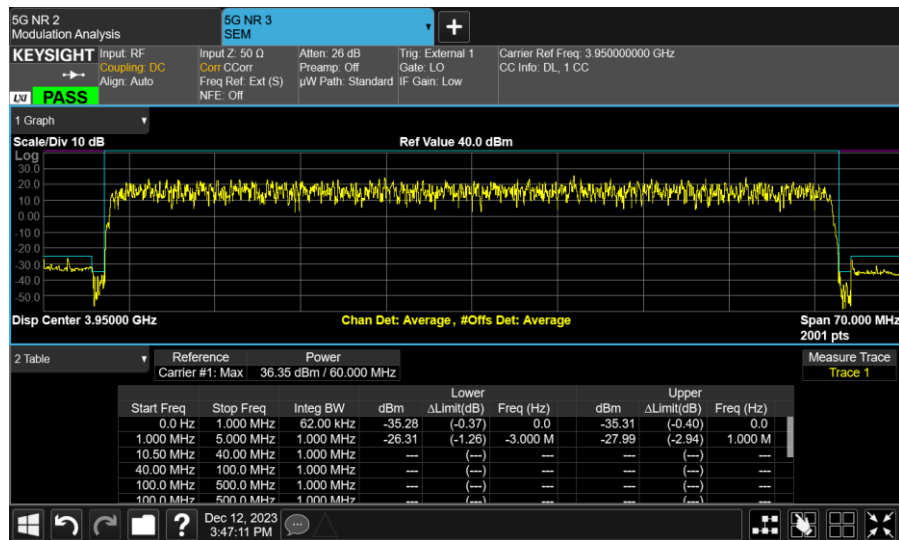 5G NR 2
Modulation Analysis
5G NR 3
SEM
KEYSIGHT
Input: RF
Coupling: DC
Align: Auto
Input Z: 50 Ω
Corr CCorr
Freq Ref: Ext (S)
NFE: Off
Atten: 26 dB
Preamp: Off
µW Path: Standard
Trig: External 1
Gate: LO
IF Gain: Low
Carrier Ref Freq: 3.950000000 GHz
CC Info: DL, 1 CC
LXI PASS
1 Graph
Scale/Div 10 dB Ref Value 40.0 dBm
Log
30.0
20.0
10.0
0.00
-10.0
-20.0
-30.0
-40.0
-50.0
Disp Center 3.95000 GHz Chan Det: Average, #Offs Det: Average Span 70.000 MHz
2001 pts
2 Table
Reference Power
Carrier #1: Max 36.35 dBm / 60.000 MHz
Measure Trace
Trace 1
Lower Upper
Start Freq Stop Freq Integ BW dBm ΔLimit(dB) Freq (Hz) dBm ΔLimit(dB) Freq (Hz)
0.0 Hz 1.000 MHz 62.00 kHz -35.28 (-0.37) 0.0 -35.31 (-0.40) 0.0
1.000 MHz 5.000 MHz 1.000 MHz -26.31 (-1.26) -3.000 M -27.99 (-2.94) 1.000 M
10.50 MHz 40.00 MHz 1.000 MHz --- (---) --- --- (---) ---
40.00 MHz 100.0 MHz 1.000 MHz --- (---) --- --- (---) ---
100.0 MHz 500.0 MHz 1.000 MHz --- (---) --- --- (---) ---
100.0 MHz 500.0 MHz 1.000 MHz --- (---) --- --- (---) ---
Dec 12, 2023
3:47:11 PM